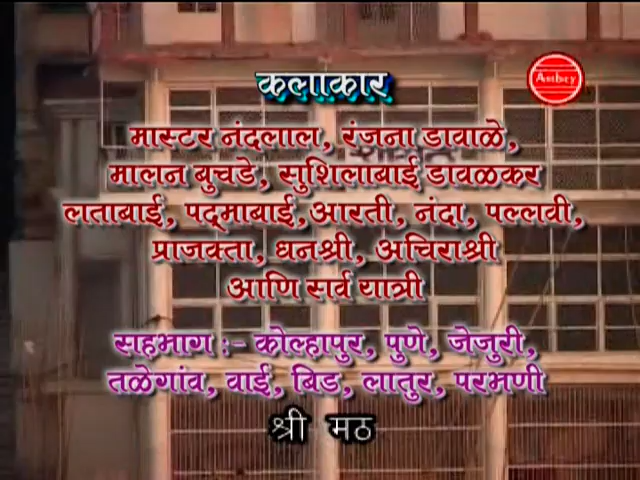 कलाकार
Ambey
मास्टर नंदलाल, रंजना डावाळे,
मालन बुचडे, सुशिलाबाई डावळकर
लताबाई, पद्माबाई,आरती, नंदा, पल्लवी,
प्राजक्ता, धनश्री, अचिराश्री
आणि सर्व यात्री
सहभाग :- कोल्हापुर, पुणे, जेजुरी,
तळेगांव, वाई, बिड, लातुर, परभणी
श्री मठ